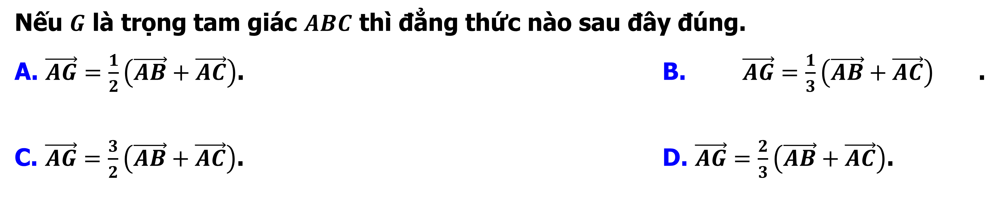 Nếu G là trọng tam giác ABC thì đẳng thức nào sau đây đúng.
A. $\overrightarrow{AG} = \frac{1}{2}(\overrightarrow{AB} + \overrightarrow{AC})$. B. $\overrightarrow{AG} = \frac{1}{3}(\overrightarrow{AB} + \overrightarrow{AC})$ .
C. $\overrightarrow{AG} = \frac{3}{2}(\overrightarrow{AB} + \overrightarrow{AC})$. D. $\overrightarrow{AG} = \frac{2}{3}(\overrightarrow{AB} + \overrightarrow{AC})$.